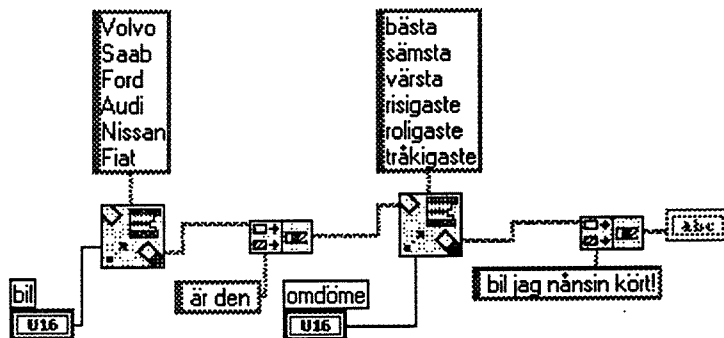 Volvo
Saab
Ford
Audi
Nissan
Fiat
bästa
sämsta
värsta
risigaste
roligaste
tråkigaste
bil
U16
är den
omdöme
U16
bil jag nånsin kört!
abc